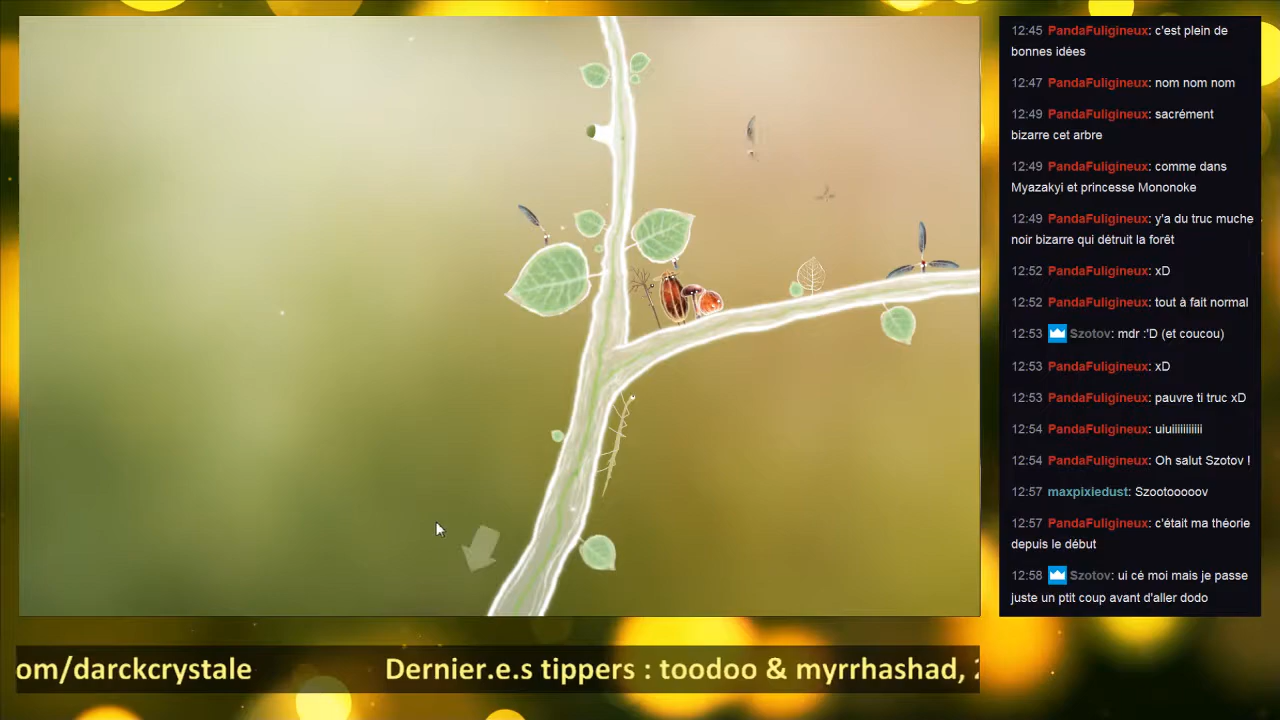 12:45 PandaFuligineux: c'est plein de
bonnes idées
12:47 PandaFuligineux: nom nom nom
12:49 PandaFuligineux: sacrément
bizarre cet arbre
12:49 PandaFuligineux: comme dans
Myazakyi et princesse Mononoke
12:49 PandaFuligineux: y'a du truc muche
noir bizarre qui détruit la forêt
12:52 PandaFuligineux: xD
12:52 PandaFuligineux: tout à fait normal
12:53 Szotov: mdr :'D (et coucou)
12:53 PandaFuligineux: xD
12:53 PandaFuligineux: pauvre ti truc xD
12:54 PandaFuligineux: uiuiiiiiiiiiii
12:54 PandaFuligineux: Oh salut Szotov !
12:57 maxpixiedust: Szootooooov
12:57 PandaFuligineux: c'était ma théorie
depuis le début
12:58 Szotov: ui cé moi mais je passe
juste un ptit coup avant d'aller dodo
om/darckcrystale Dernier.e.s tippers : toodoo & myrrhashad,